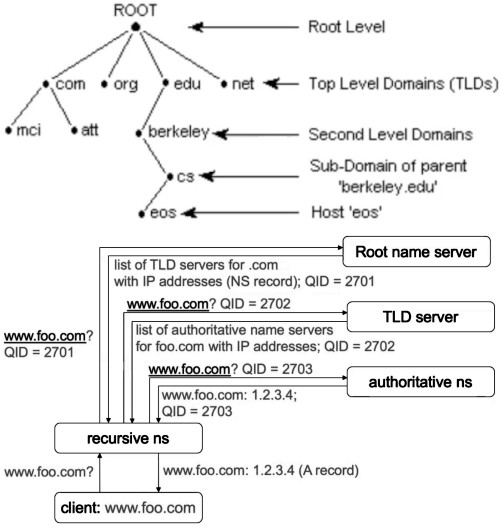 ROOT
Root Level
com org edu net
Top Level Domains (TLDs)
mci att berkeley
Second Level Domains
cs
Sub-Domain of parent
'berkeley.edu'
eos
Host 'eos'
Root name server
list of TLD servers for .com
with IP addresses (NS record); QID = 2701
www.foo.com? QID = 2702
TLD server
list of authoritative name servers
for foo.com with IP addresses; QID = 2702
www.foo.com?
QID = 2701
www.foo.com? QID = 2703
authoritative ns
www.foo.com: 1.2.3.4;
QID = 2703
recursive ns
www.foo.com?
www.foo.com: 1.2.3.4 (A record)
client: www.foo.com